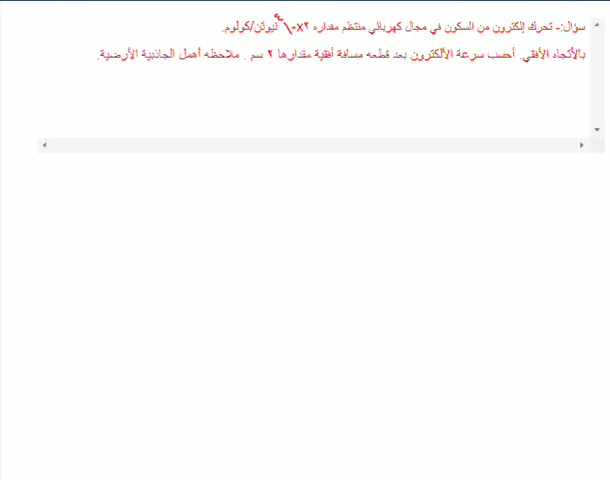 سؤال:- تحرك إلكترون من السكون في مجال كهربائي منتظم مقداره ٢×١٠ ٤ نيوتن/كولوم.
بالأتجاه الأفقي. أحسب سرعة الألكترون بعد قطعه مسافة أفقية مقدارها ٢ سم . ملاحظه أهمل الجاذبية الأرضية.